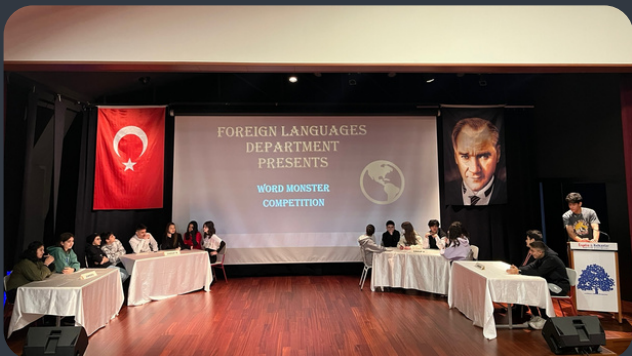 FOREIGN LANGUAGES
DEPARTMENT
PRESENTS
WORD MONSTER
COMPETITION